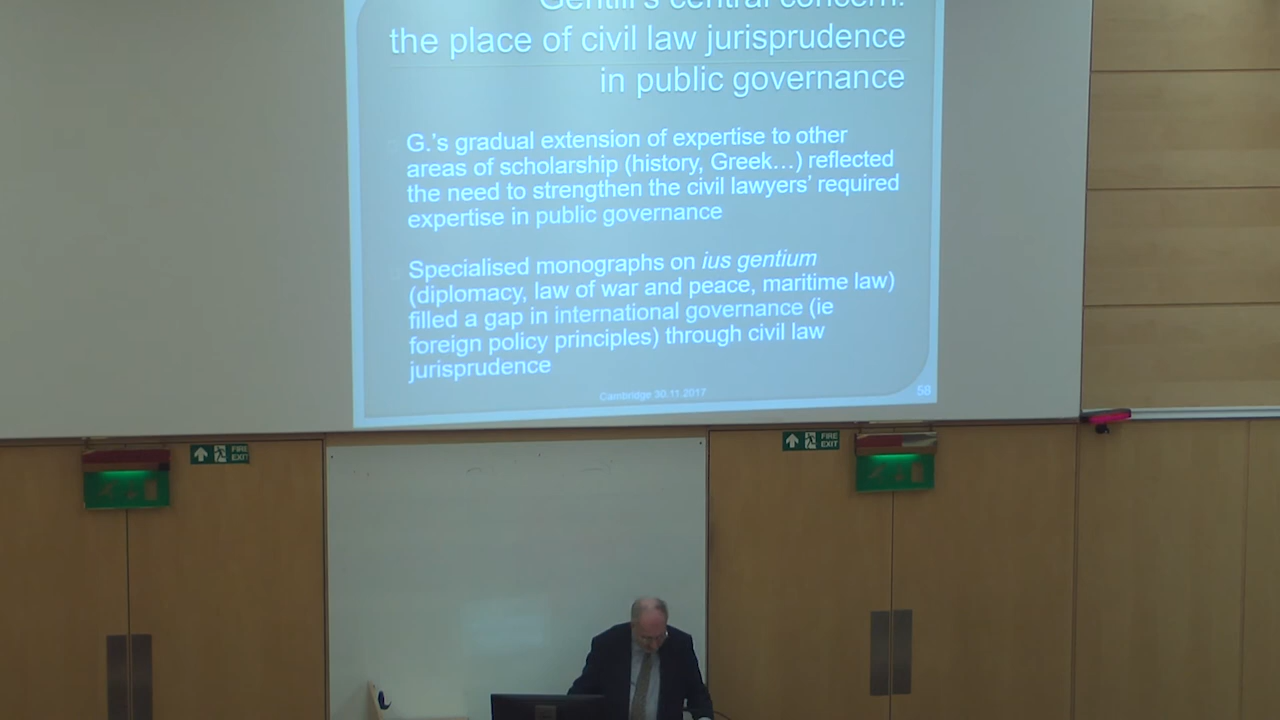 Gentili's central concern:
the place of civil law jurisprudence
in public governance
G.'s gradual extension of expertise to other
areas of scholarship (history, Greek…) reflected
the need to strengthen the civil lawyers' required
expertise in public governance
Specialised monographs on ius gentium
(diplomacy, law of war and peace, maritime law)
filled a gap in international governance (ie
foreign policy principles) through civil law
jurisprudence
Cambridge 30.11.2017
58
FIRE
EXIT
FIRE
EXIT